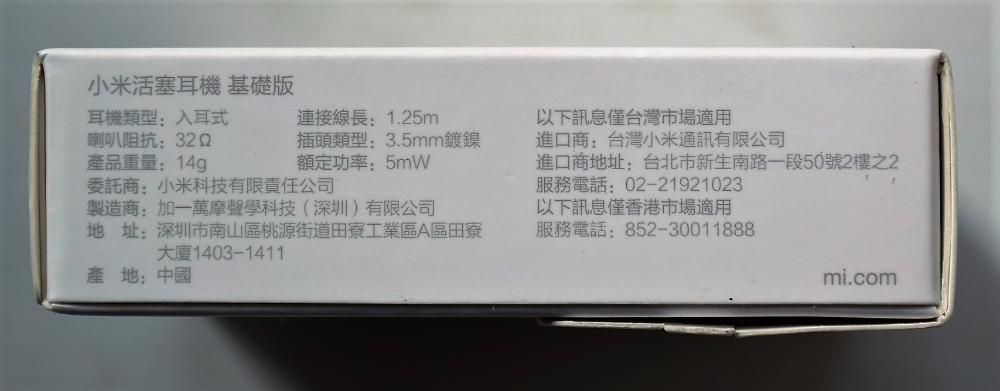 小米活塞耳機 基礎版
耳機類型：入耳式 連接線長：1.25m
喇叭阻抗：32Ω 插頭類型：3.5mm鍍鎳
產品重量：14g 額定功率：5mW
委託商：小米科技有限責任公司
製造商：加一萬摩聲學科技（深圳）有限公司
地 址：深圳市南山區桃源街道田寮工業區A區田寮
大廈1403-1411
產 地：中國
以下訊息僅台灣市場適用
進口商：台灣小米通訊有限公司
進口商地址：台北市新生南路一段50號2樓之2
服務電話：02-21921023
以下訊息僅香港市場適用
服務電話：852-30011888
mi.com